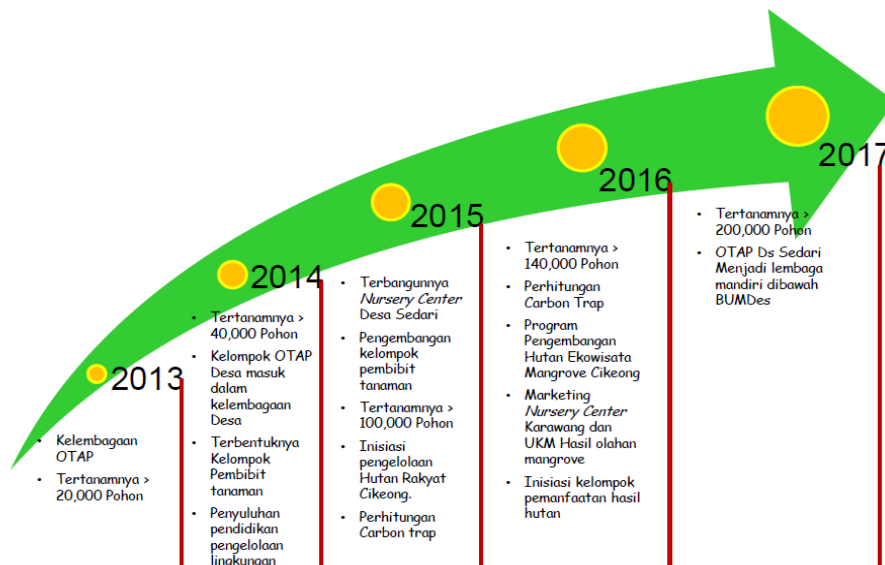 2013
• Kelembagaan
OTAP
• Tertanamnya >
20,000 Pohon
2014
• Tertanamnya >
40,000 Pohon
• Kelompok OTAP
Desa masuk
dalam
kelembagaan
Desa
• Terbentuknya
Kelompok
Pembibit
tanaman
• Penyuluhan
pendidikan
pengelolaan
lingkungan
2015
• Terbangunnya
Nursery Center
Desa Sedari
• Pengembangan
kelompok
pembibit
tanaman
• Tertanamnya >
100,000 Pohon
• Inisiasi
pengelolaan
Hutan Rakyat
Cikeong.
• Perhitungan
Carbon trap
2016
• Tertanamnya >
140,000 Pohon
• Perhitungan
Carbon Trap
• Program
Pengembangan
Hutan Ekowisata
Mangrove Cikeong
• Marketing
Nursery Center
Karawang dan
UKM Hasil olahan
mangrove
• Inisiasi kelompok
pemanfaatan hasil
hutan
2017
• Tertanamnya >
200,000 Pohon
• OTAP Ds Sedari
Menjadi lembaga
mandiri dibawah
BUMDes